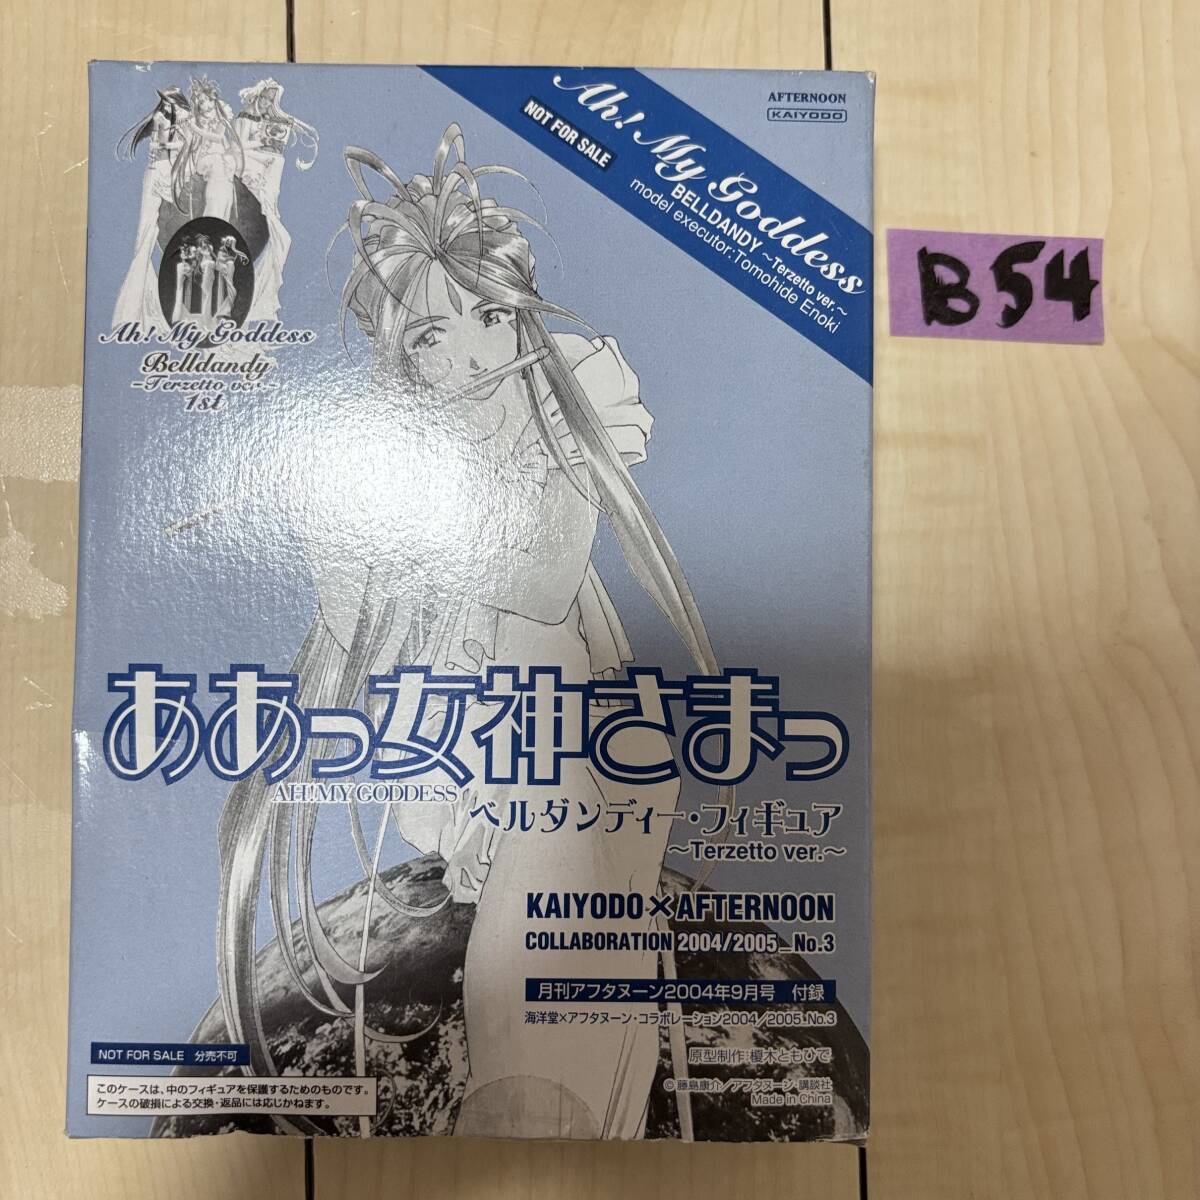 AFTERNOON
KAIYODO
Ah! My Goddess
NOT FOR SALE
BELLDANDY ～Terzetto ver.～
model executor:Tomohide Enoki
B54
Ah! My Goddess
Belldandy
-Terzetto ver.-
1st
ああっ女神さまっ
AH!MY GODDESS
ベルダンディー・フィギュア
～Terzetto ver.～
KAIYODO×AFTERNOON
COLLABORATION 2004/2005_No.3
月刊アフタヌーン2004年9月号 付録
海洋堂×アフタヌーン・コラボレーション2004/2005_No.3
NOT FOR SALE 分売不可
原型制作:榎木ともひで
このケースは、中のフィギュアを保護するためのものです。
ケースの破損による交換・返品には応じかねます。
© 藤島康介/アフタヌーン・講談社
Made in China